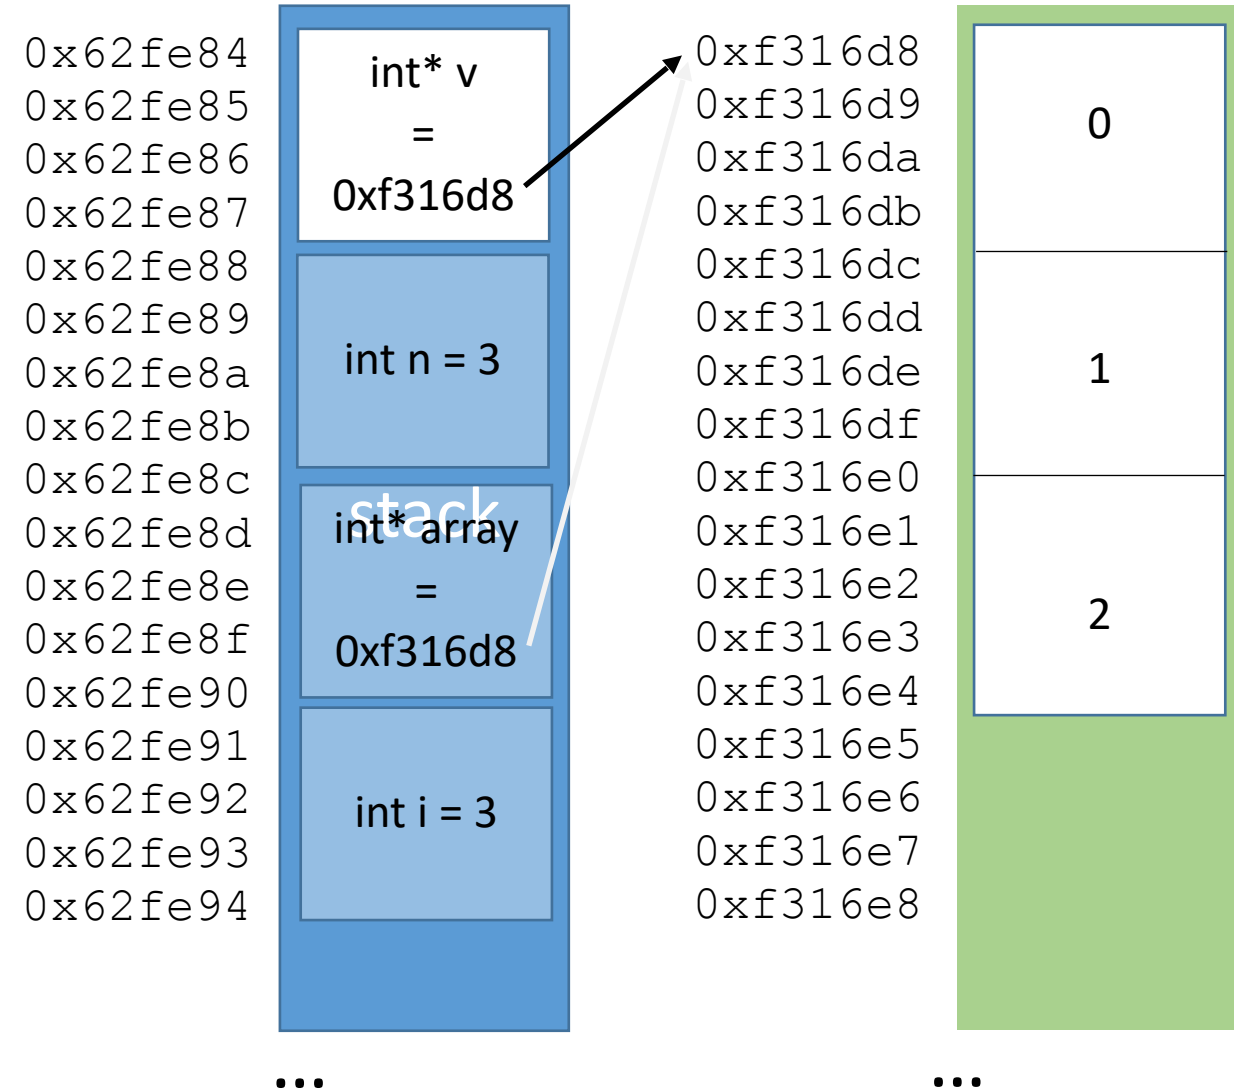 0x62fe84
0x62fe85
0x62fe86
0x62fe87
0x62fe88
0x62fe89
0x62fe8a
0x62fe8b
0x62fe8c
0x62fe8d
0x62fe8e
0x62fe8f
0x62fe90
0x62fe91
0x62fe92
0x62fe93
0x62fe94
...
int* v
=
0xf316d8
int n = 3
stack
int* array
=
0xf316d8
int i = 3
0xf316d8
0xf316d9
0xf316da
0xf316db
0xf316dc
0xf316dd
0xf316de
0xf316df
0xf316e0
0xf316e1
0xf316e2
0xf316e3
0xf316e4
0xf316e5
0xf316e6
0xf316e7
0xf316e8
0
1
2
...